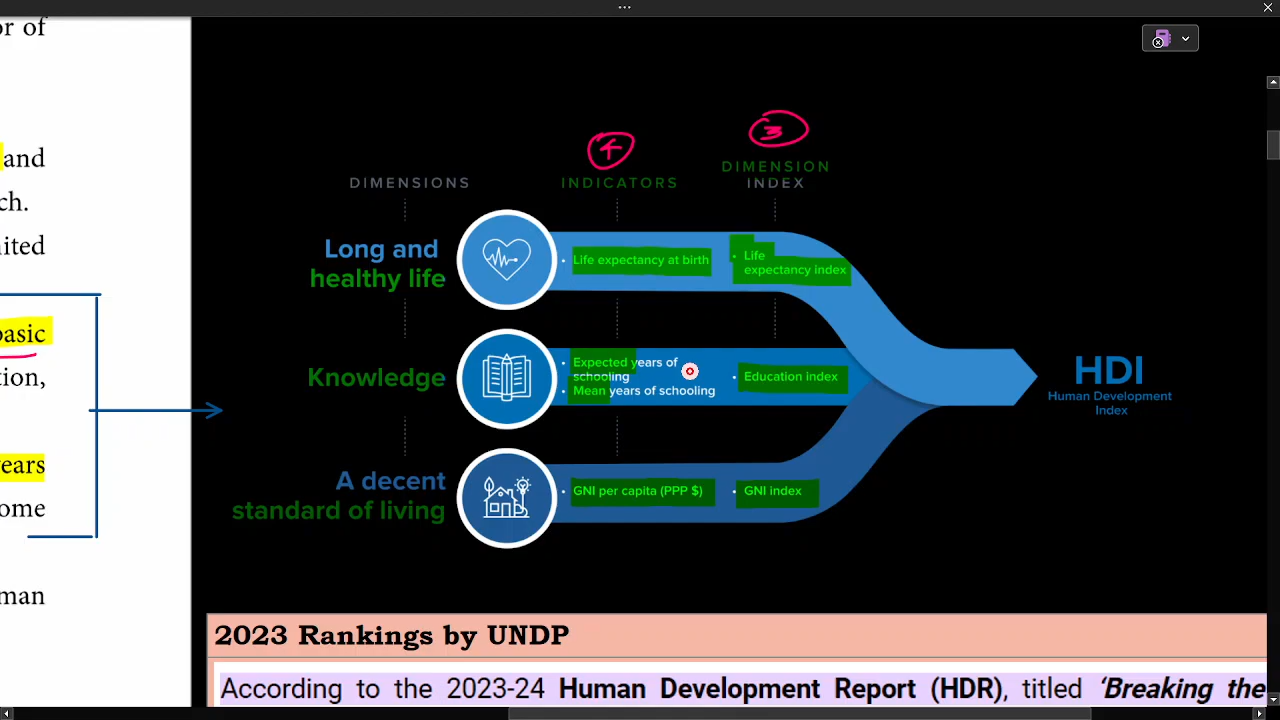 or of
and
ch.
ited
basic
tion,
ears
ome
man
4
3
DIMENSIONS
INDICATORS
DIMENSION
INDEX
Long and
healthy life
• Life expectancy at birth
• Life
expectancy index
Knowledge
• Expected years of
schooling
• Mean years of schooling
• Education index
HDI
Human Development
Index
A decent
standard of living
• GNI per capita (PPP $)
• GNI index
2023 Rankings by UNDP
According to the 2023-24 Human Development Report (HDR), titled ‘Breaking the